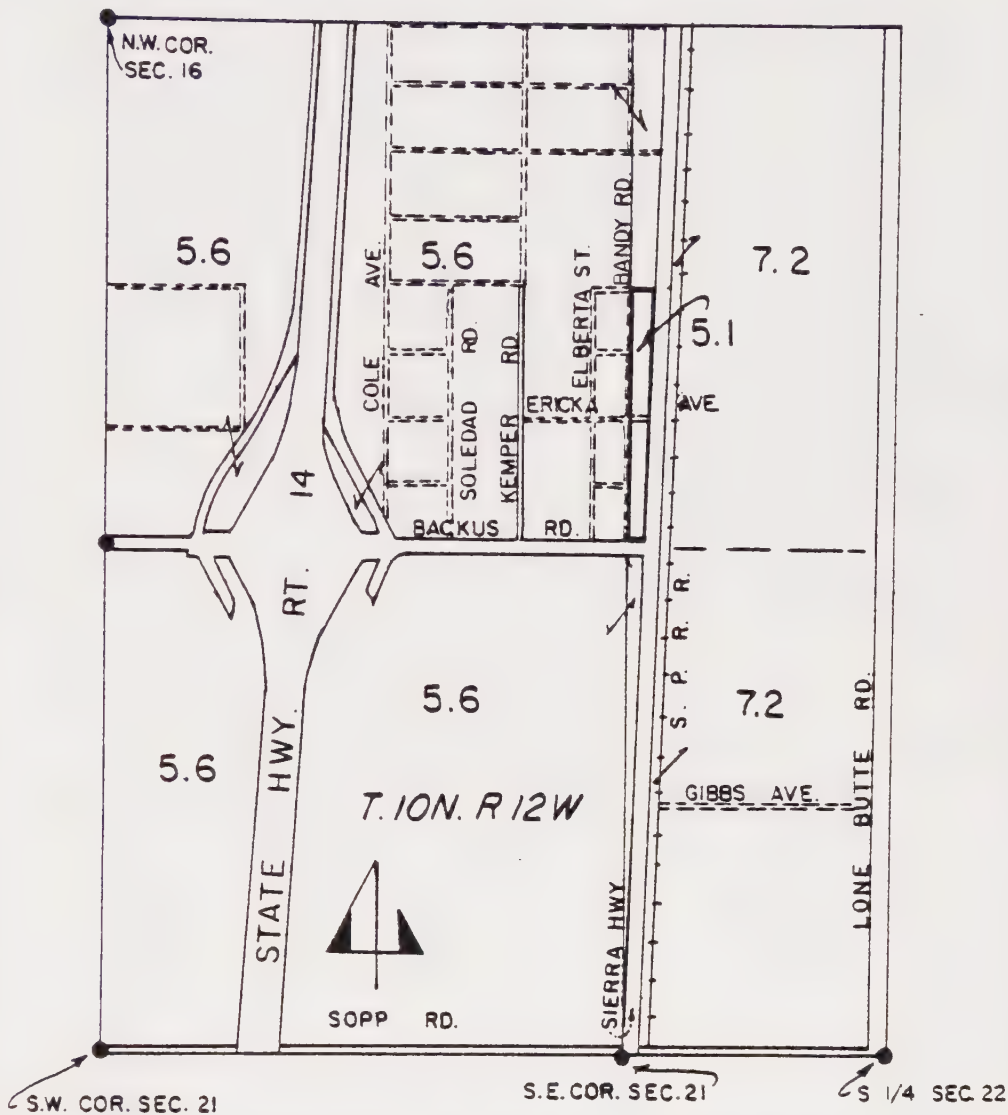 N.W. COR.
SEC. 16
5.6
5.6
7.2
COLE AVE.
SOLEDAD RD.
KEMPER RD.
ELBERTA ST.
BANDY RD.
5.1
ERICKA AVE
BACKUS RD.
STATE HWY. RT. 14
S. P. R. R.
5.6
5.6
7.2
GIBBS AVE.
LONE BUTTE RD.
T. 10N. R 12W
SIERRA HWY
SOPP RD.
S.W. COR. SEC. 21
S.E. COR. SEC. 21
S 1/4 SEC. 22